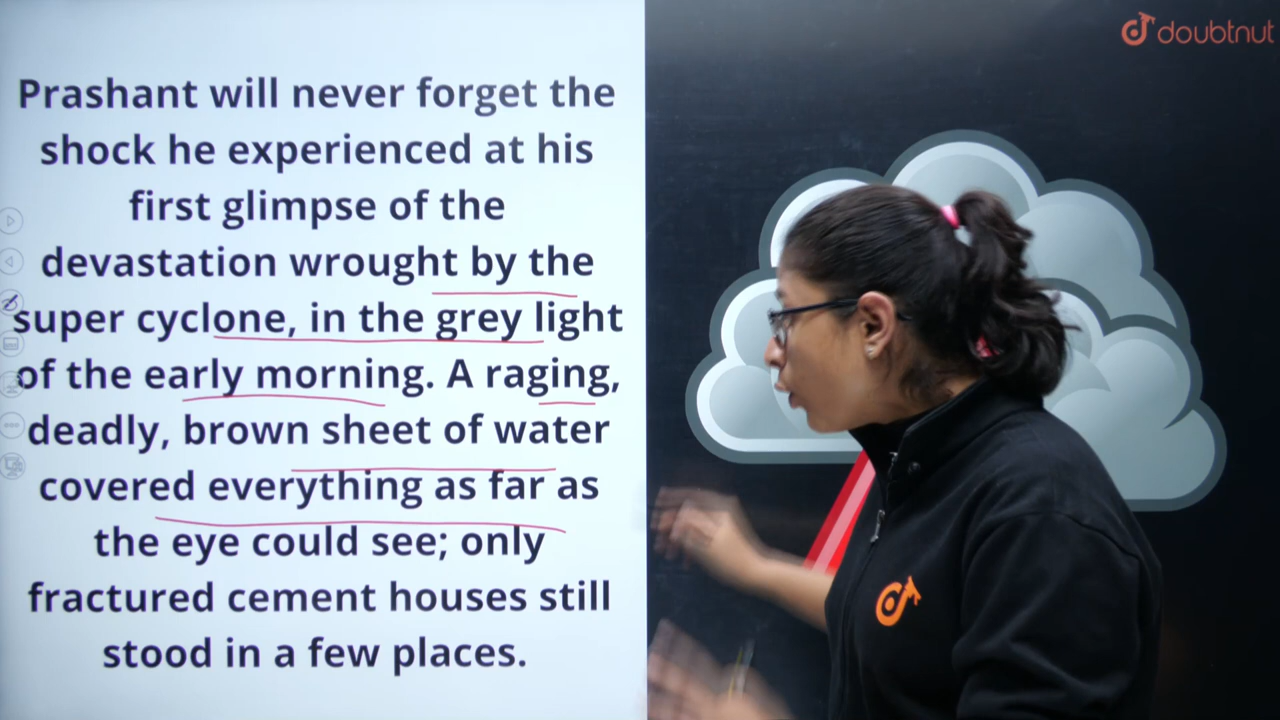 Prashant will never forget the
shock he experienced at his
first glimpse of the
devastation wrought by the
super cyclone, in the grey light
of the early morning. A raging,
deadly, brown sheet of water
covered everything as far as
the eye could see; only
fractured cement houses still
stood in a few places.
doubtnut